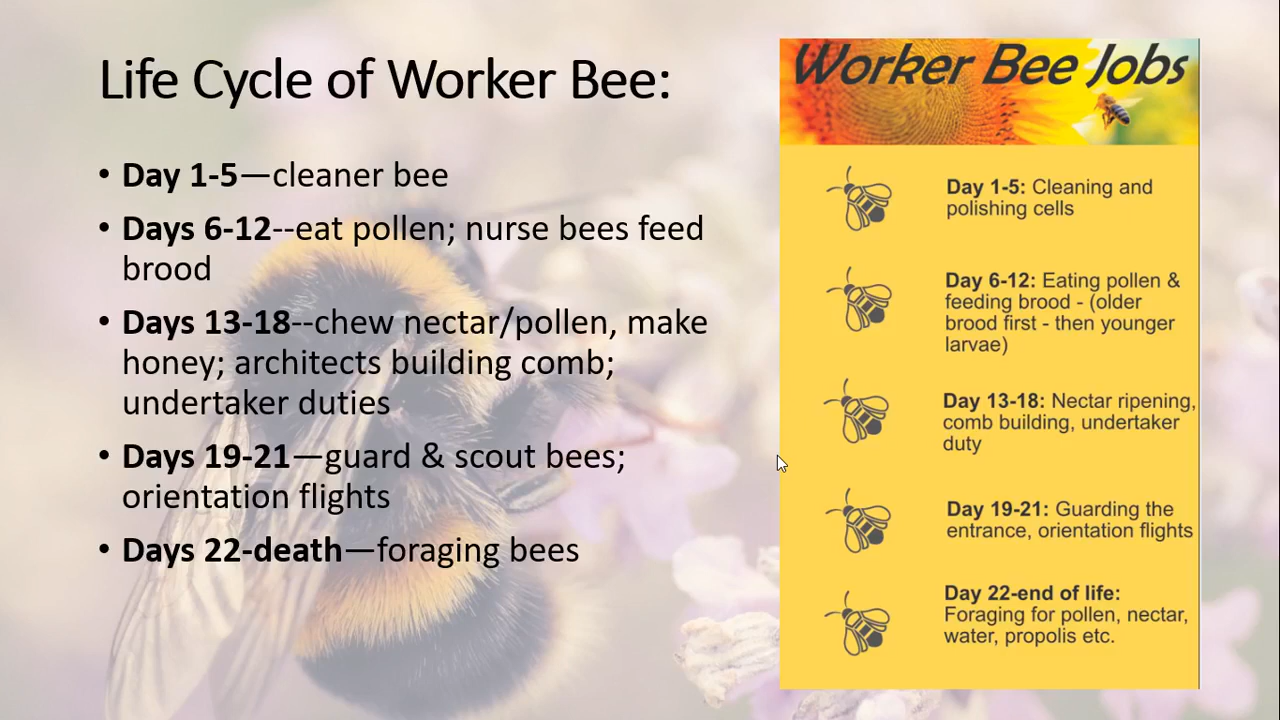 Life Cycle of Worker Bee:
• Day 1-5—cleaner bee
• Days 6-12--eat pollen; nurse bees feed
brood
• Days 13-18--chew nectar/pollen, make
honey; architects building comb;
undertaker duties
• Days 19-21—guard & scout bees;
orientation flights
• Days 22-death—foraging bees
Worker Bee Jobs
Day 1-5: Cleaning and
polishing cells
Day 6-12: Eating pollen &
feeding brood - (older
brood first - then younger
larvae)
Day 13-18: Nectar ripening,
comb building, undertaker
duty
Day 19-21: Guarding the
entrance, orientation flights
Day 22-end of life:
Foraging for pollen, nectar,
water, propolis etc.